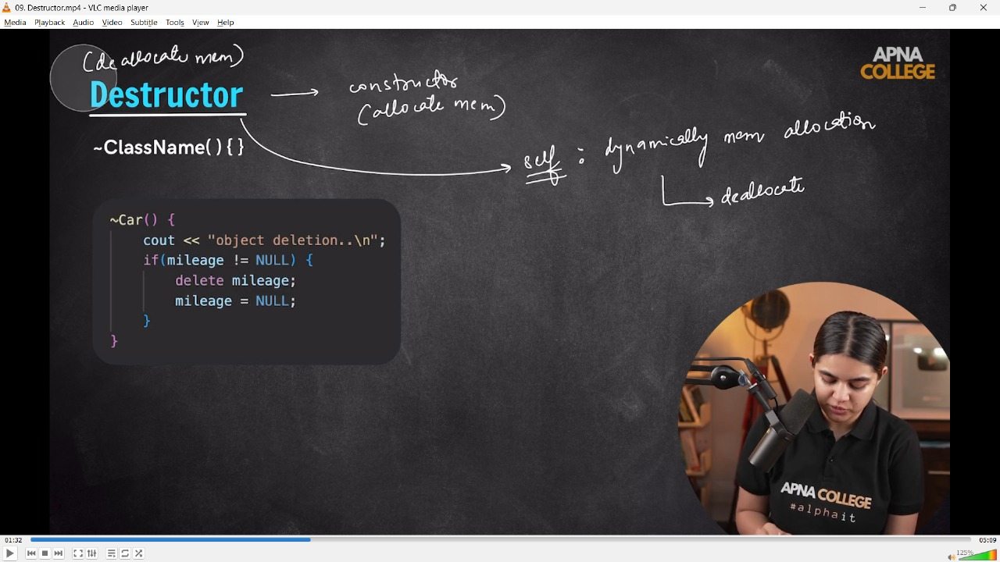 09. Destructor.mp4 - VLC media player
Media Playback Audio Video Subtitle Tools View Help
(deallocate mem)
Destructor
constructor
(allocate mem)
APNA
COLLEGE
~ClassName(){}
self : dynamically mem allocation
deallocate
~Car() {
cout << "object deletion..\n";
if(mileage != NULL) {
delete mileage;
mileage = NULL;
}
}
APNA COLLEGE
#alphait
01:32
05:09
125%